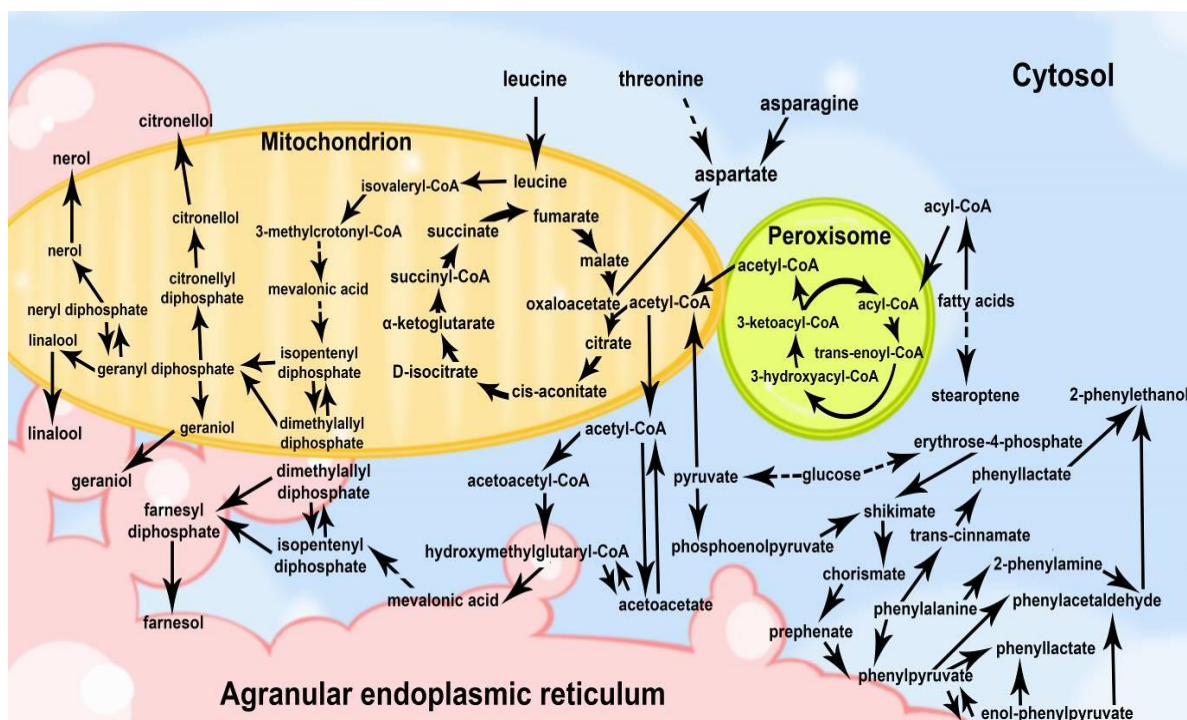 leucine
threonine
asparagine
Cytosol
citronellol
Mitochondrion
nerol
aspartate
isovaleryl-CoA
leucine
acyl-CoA
citronellol
fumarate
3-methylcrotonyl-CoA
succinate
Peroxisome
nerol
malate
acetyl-CoA
citronellyl
diphosphate
succinyl-CoA
mevalonic acid
oxaloacetate
acetyl-CoA
acyl-CoA
fatty acids
neryl diphosphate
α-ketoglutarate
3-ketoacyl-CoA
linalool
citrate
isopentenyl
diphosphate
trans-enoyl-CoA
geranyl diphosphate
D-isocitrate
3-hydroxyacyl-CoA
cis-aconitate
stearoptene
2-phenylethanol
dimethylallyl
diphosphate
linalool
geraniol
acetyl-CoA
erythrose-4-phosphate
geraniol
dimethylallyl
diphosphate
acetoacetyl-CoA
pyruvate
glucose
phenyllactate
farnesyl
diphosphate
shikimate
isopentenyl
diphosphate
hydroxymethylglutaryl-CoA
phosphoenolpyruvate
trans-cinnamate
chorismate
2-phenylamine
mevalonic acid
acetoacetate
phenylalanine
phenylacetaldehyde
farnesol
prephenate
phenyllactate
phenylpyruvate
Agranular endoplasmic reticulum
enol-phenylpyruvate